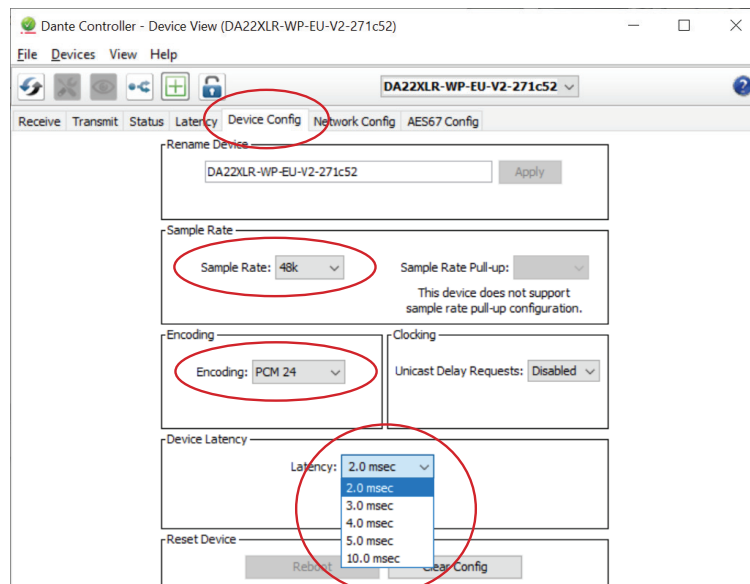 Dante Controller - Device View (DA22XLR-WP-EU-V2-271c52)
File Devices View Help
DA22XLR-WP-EU-V2-271c52
?
Receive Transmit Status Latency Device Config Network Config AES67 Config
Rename Device
DA22XLR-WP-EU-V2-271c52 Apply
Sample Rate
Sample Rate: 48k Sample Rate Pull-up:
This device does not support
sample rate pull-up configuration.
Encoding Clocking
Encoding: PCM 24 Unicast Delay Requests: Disabled
Device Latency
Latency: 2.0 msec
2.0 msec
3.0 msec
4.0 msec
5.0 msec
10.0 msec
Reset Device
Reboot Clear Config